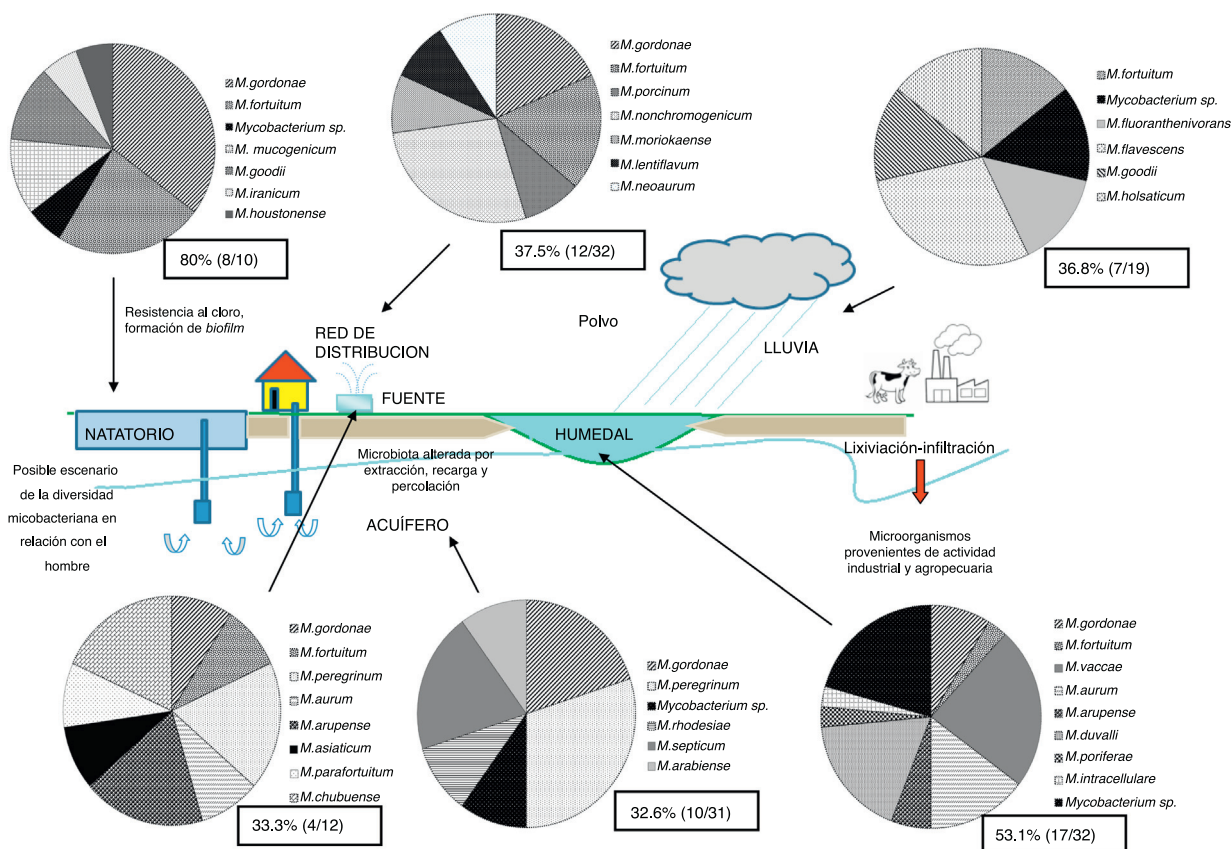 M.gordonae
M.fortuitum
Mycobacterium sp.
M. mucogenicum
M.goodii
M.iranicum
M.houstonense
80% (8/10)
M.gordonae
M.fortuitum
M.porcinum
M.nonchromogenicum
M.moriokaense
M.lentiflavum
M.neoaurum
37.5% (12/32)
M.fortuitum
Mycobacterium sp.
M.fluoranthenivorans
M.flavescens
M.goodii
M.holsaticum
36.8% (7/19)
Resistencia al cloro,
formación de biofilm
RED DE
DISTRIBUCION
Polvo
LLUVIA
FUENTE
NATATORIO
HUMEDAL
Lixiviación-infiltración
Posible escenario
de la diversidad
micobacteriana en
relación con el
hombre
Microbiota alterada por
extracción, recarga y
percolación
ACUÍFERO
Microorganismos
provenientes de actividad
industrial y agropecuaria
M.gordonae
M.fortuitum
M.peregrinum
M.aurum
M.arupense
M.asiaticum
M.parafortuitum
M.chubuense
33.3% (4/12)
M.gordonae
M.peregrinum
Mycobacterium sp.
M.rhodesiae
M.septicum
M.arabiense
32.6% (10/31)
M.gordonae
M.fortuitum
M.vaccae
M.aurum
M.arupense
M.duvalli
M.poriferae
M.intracellulare
Mycobacterium sp.
53.1% (17/32)